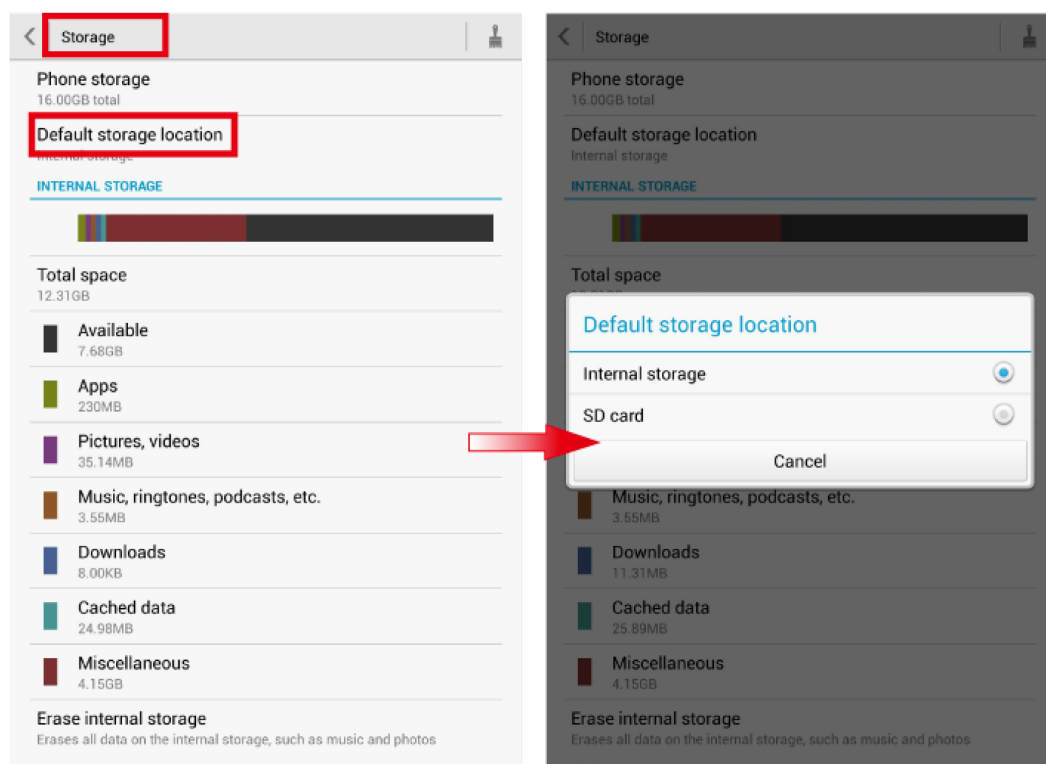 Storage
Phone storage
16.00GB total
Default storage location
Internal storage
INTERNAL STORAGE
Total space
12.31GB
Available
7.68GB
Apps
230MB
Pictures, videos
35.14MB
Music, ringtones, podcasts, etc.
3.55MB
Downloads
8.00KB
Cached data
24.98MB
Miscellaneous
4.15GB
Erase internal storage
Erases all data on the internal storage, such as music and photos
Storage
Phone storage
16.00GB total
Default storage location
Internal storage
INTERNAL STORAGE
Total space
Default storage location
Internal storage
SD card
Cancel
Music, ringtones, podcasts, etc.
3.55MB
Downloads
11.31MB
Cached data
25.89MB
Miscellaneous
4.15GB
Erase internal storage
Erases all data on the internal storage, such as music and photos